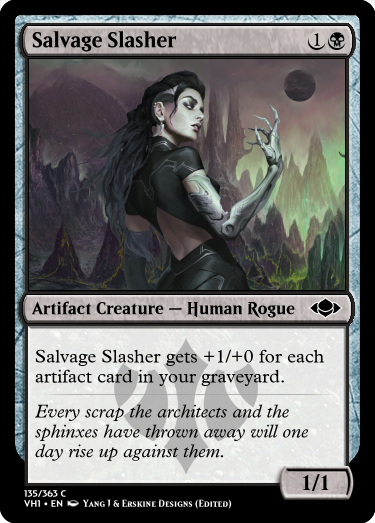 Salvage Slasher 1
Artifact Creature — Human Rogue
Salvage Slasher gets +1/+0 for each
artifact card in your graveyard.
Every scrap the architects and the
sphinxes have thrown away will one
day rise up against them.
1/1
135/363 C
VH1 • EN Yang J & Erskine Designs (Edited)